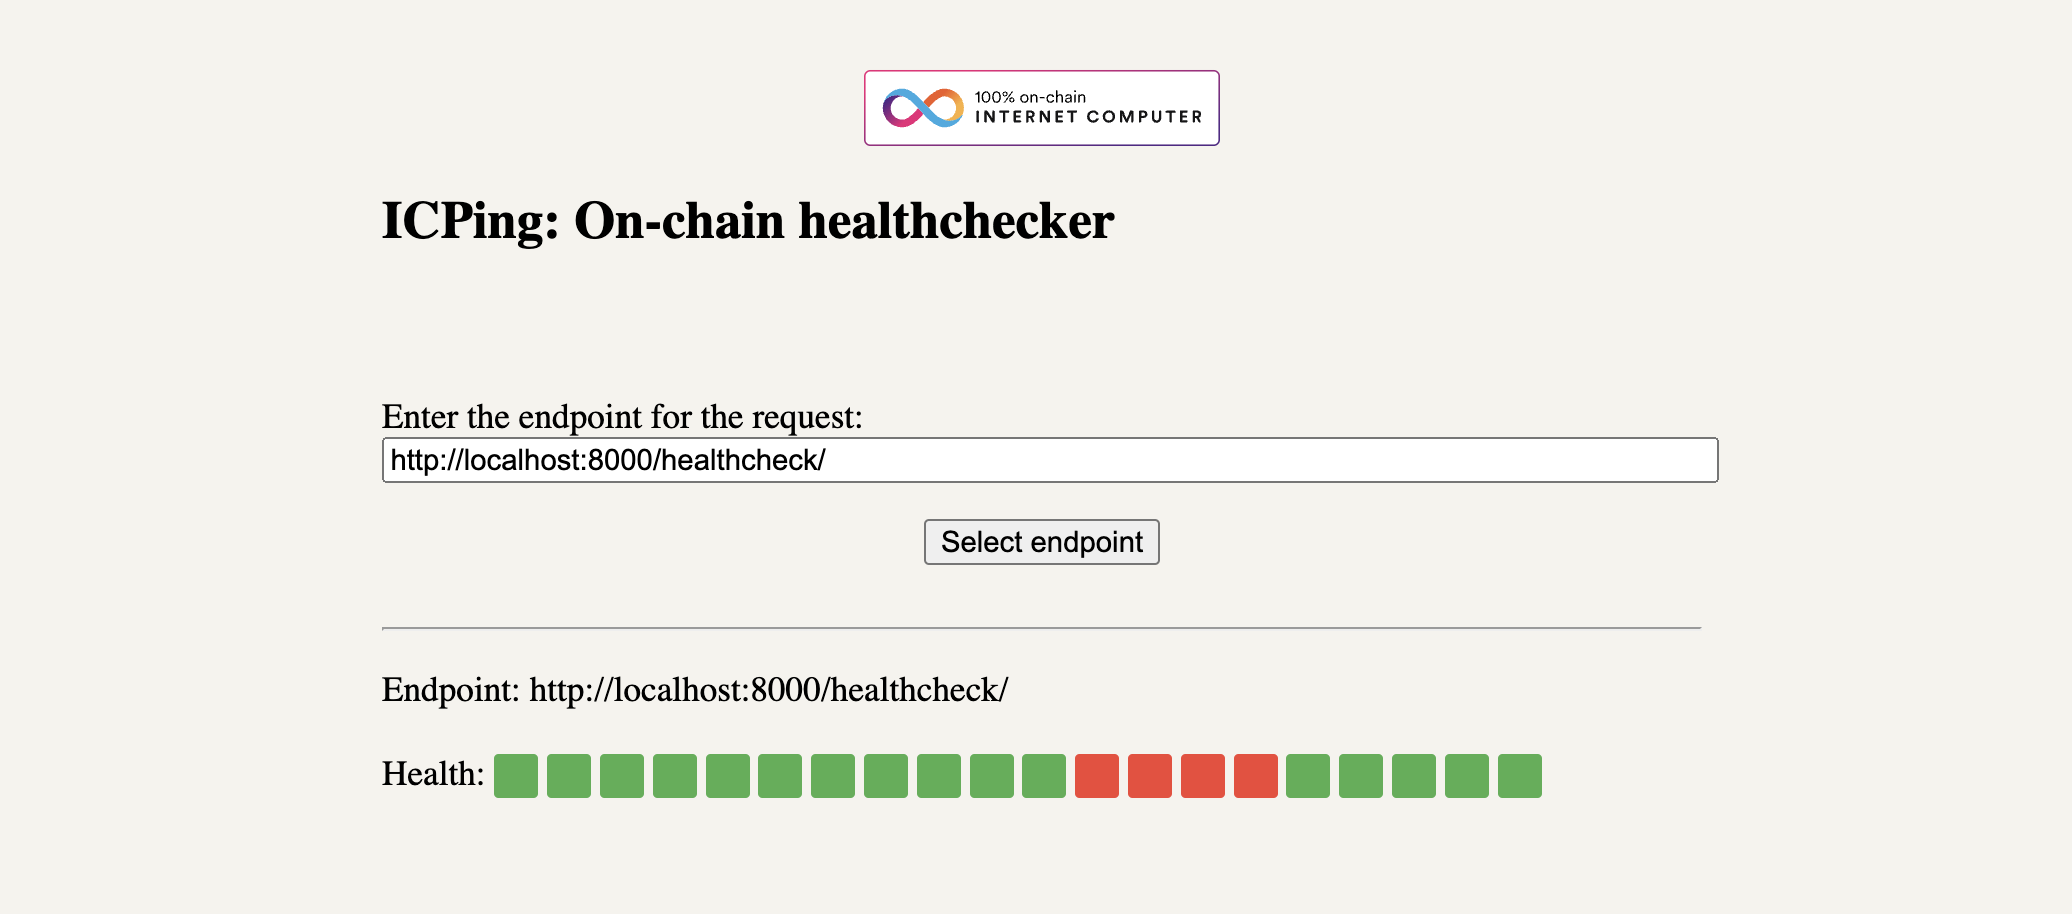 100% on-chain
INTERNET COMPUTER
ICPing: On-chain healthchecker
Enter the endpoint for the request:
http://localhost:8000/healthcheck/
Select endpoint
Endpoint: http://localhost:8000/healthcheck/
Health: